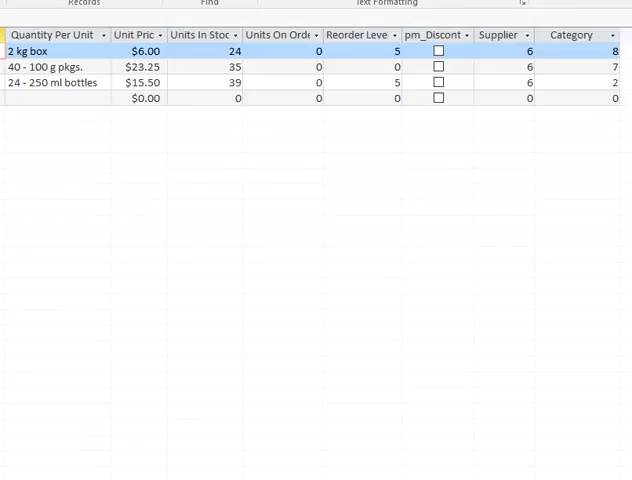 Records Find Text Formatting
Quantity Per Unit Unit Pric Units In Stoc Units On Orde Reorder Leve pm_Discont Supplier Category
2 kg box $6.00 24 0 5 6 8
40 - 100 g pkgs. $23.25 35 0 0 6 7
24 - 250 ml bottles $15.50 39 0 5 6 2
$0.00 0 0 0 0 0